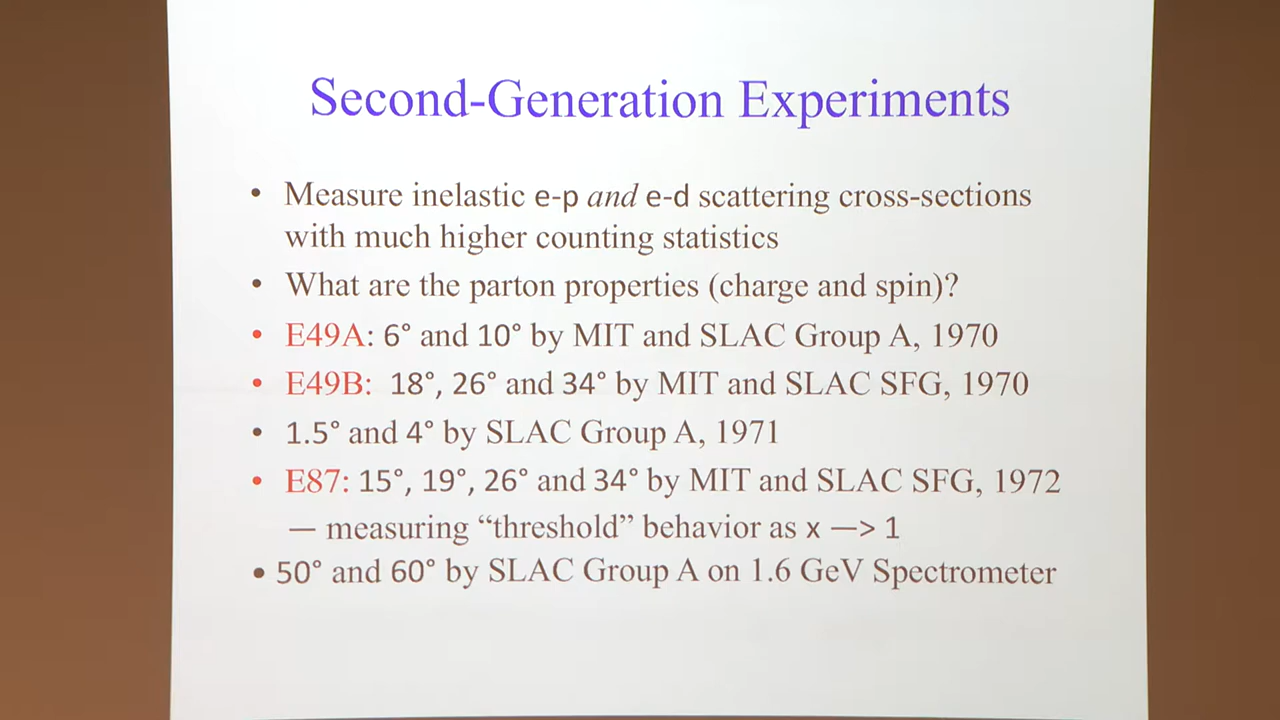 Second-Generation Experiments
• Measure inelastic e-p and e-d scattering cross-sections
with much higher counting statistics
• What are the parton properties (charge and spin)?
• E49A: 6° and 10° by MIT and SLAC Group A, 1970
• E49B: 18°, 26° and 34° by MIT and SLAC SFG, 1970
• 1.5° and 4° by SLAC Group A, 1971
• E87: 15°, 19°, 26° and 34° by MIT and SLAC SFG, 1972
— measuring “threshold” behavior as x —> 1
• 50° and 60° by SLAC Group A on 1.6 GeV Spectrometer